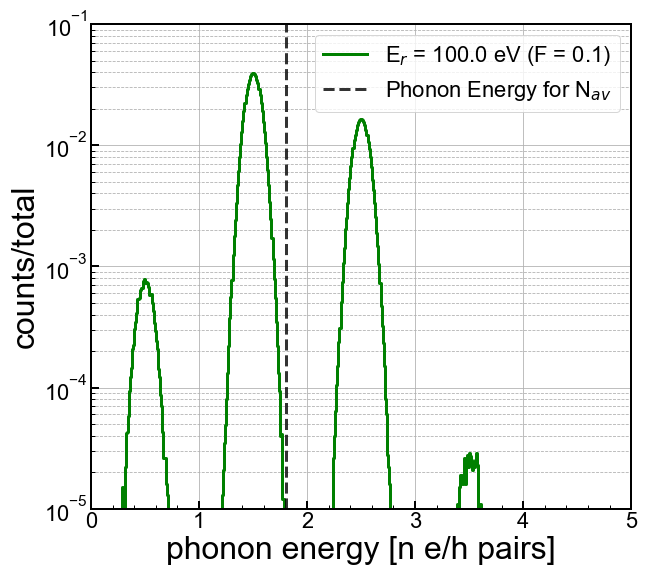 10⁻¹
E_r = 100.0 eV (F = 0.1)
Phonon Energy for N_av
10⁻²
counts/total
10⁻³
10⁻⁴
10⁻⁵
0 1 2 3 4 5
phonon energy [n e/h pairs]